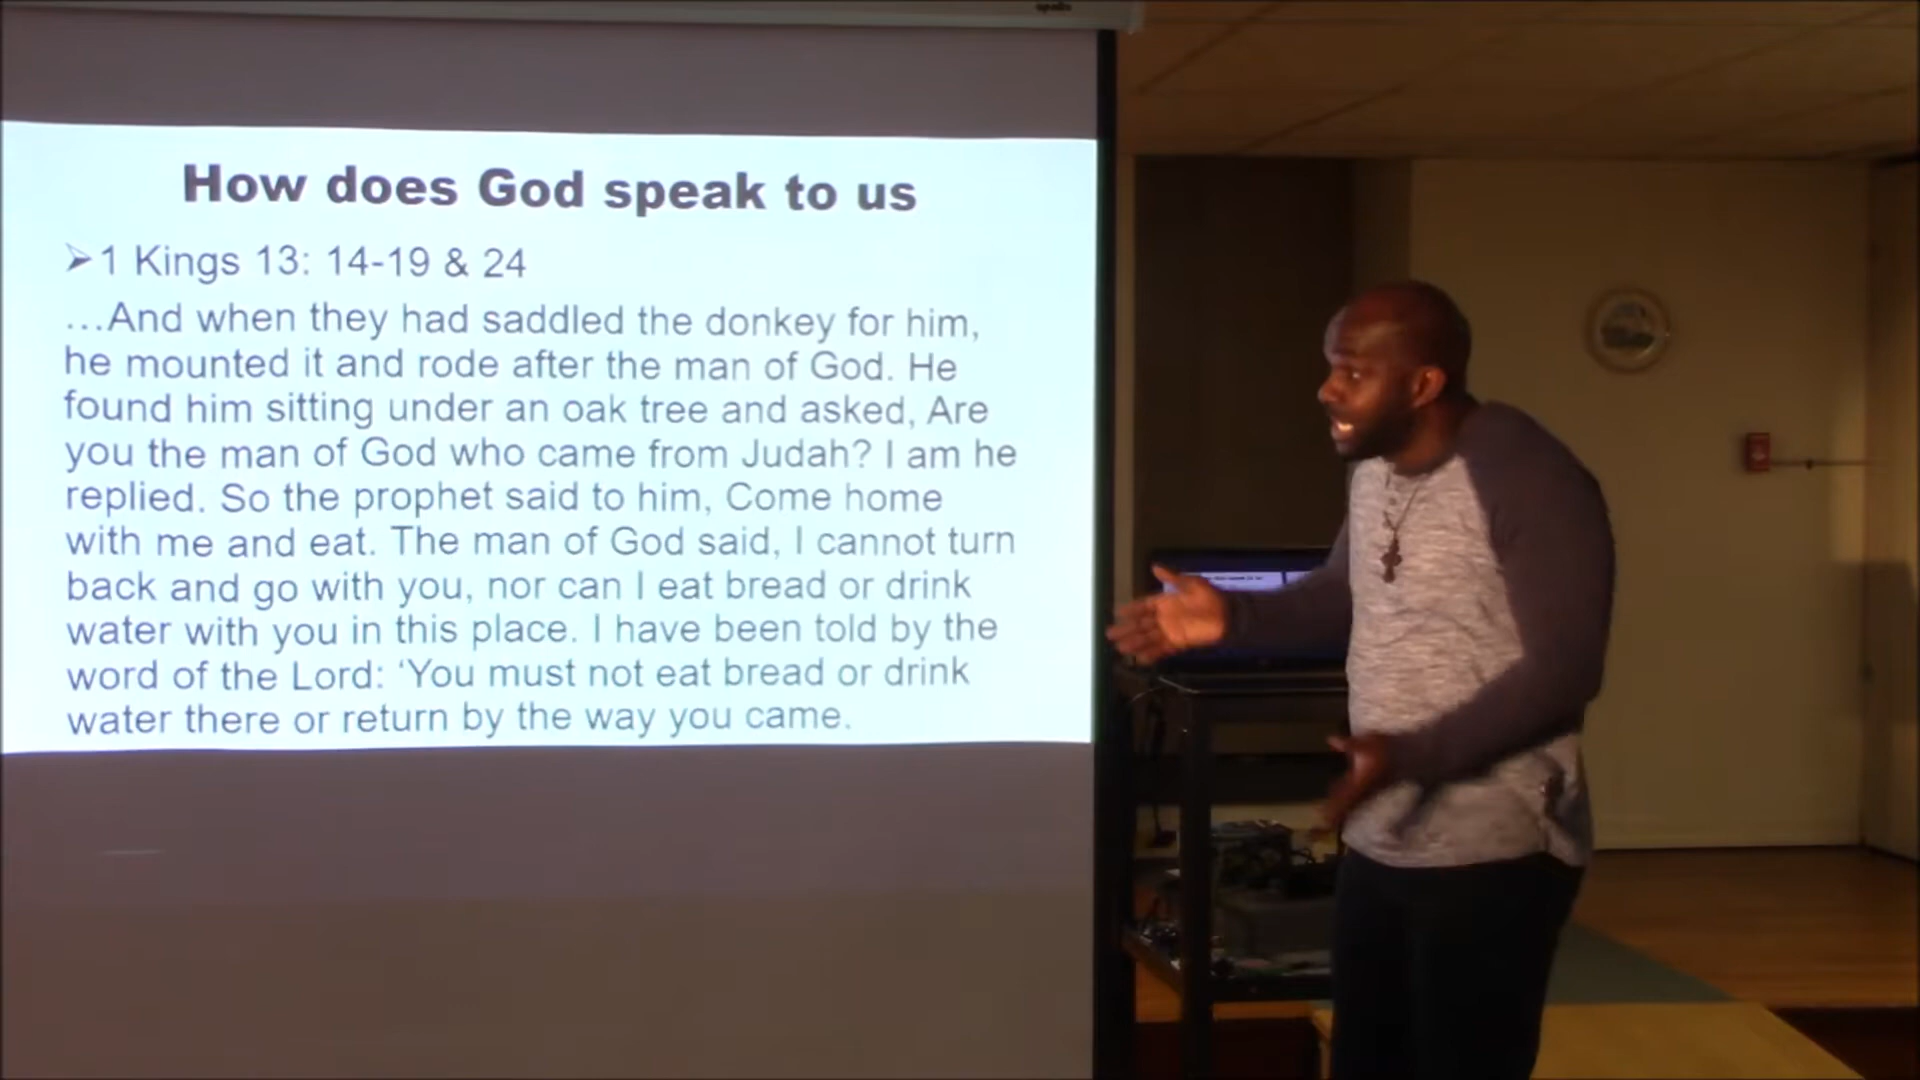 How does God speak to us
➢1 Kings 13: 14-19 & 24
…And when they had saddled the donkey for him,
he mounted it and rode after the man of God. He
found him sitting under an oak tree and asked, Are
you the man of God who came from Judah? I am he
replied. So the prophet said to him, Come home
with me and eat. The man of God said, I cannot turn
back and go with you, nor can I eat bread or drink
water with you in this place. I have been told by the
word of the Lord: ‘You must not eat bread or drink
water there or return by the way you came.